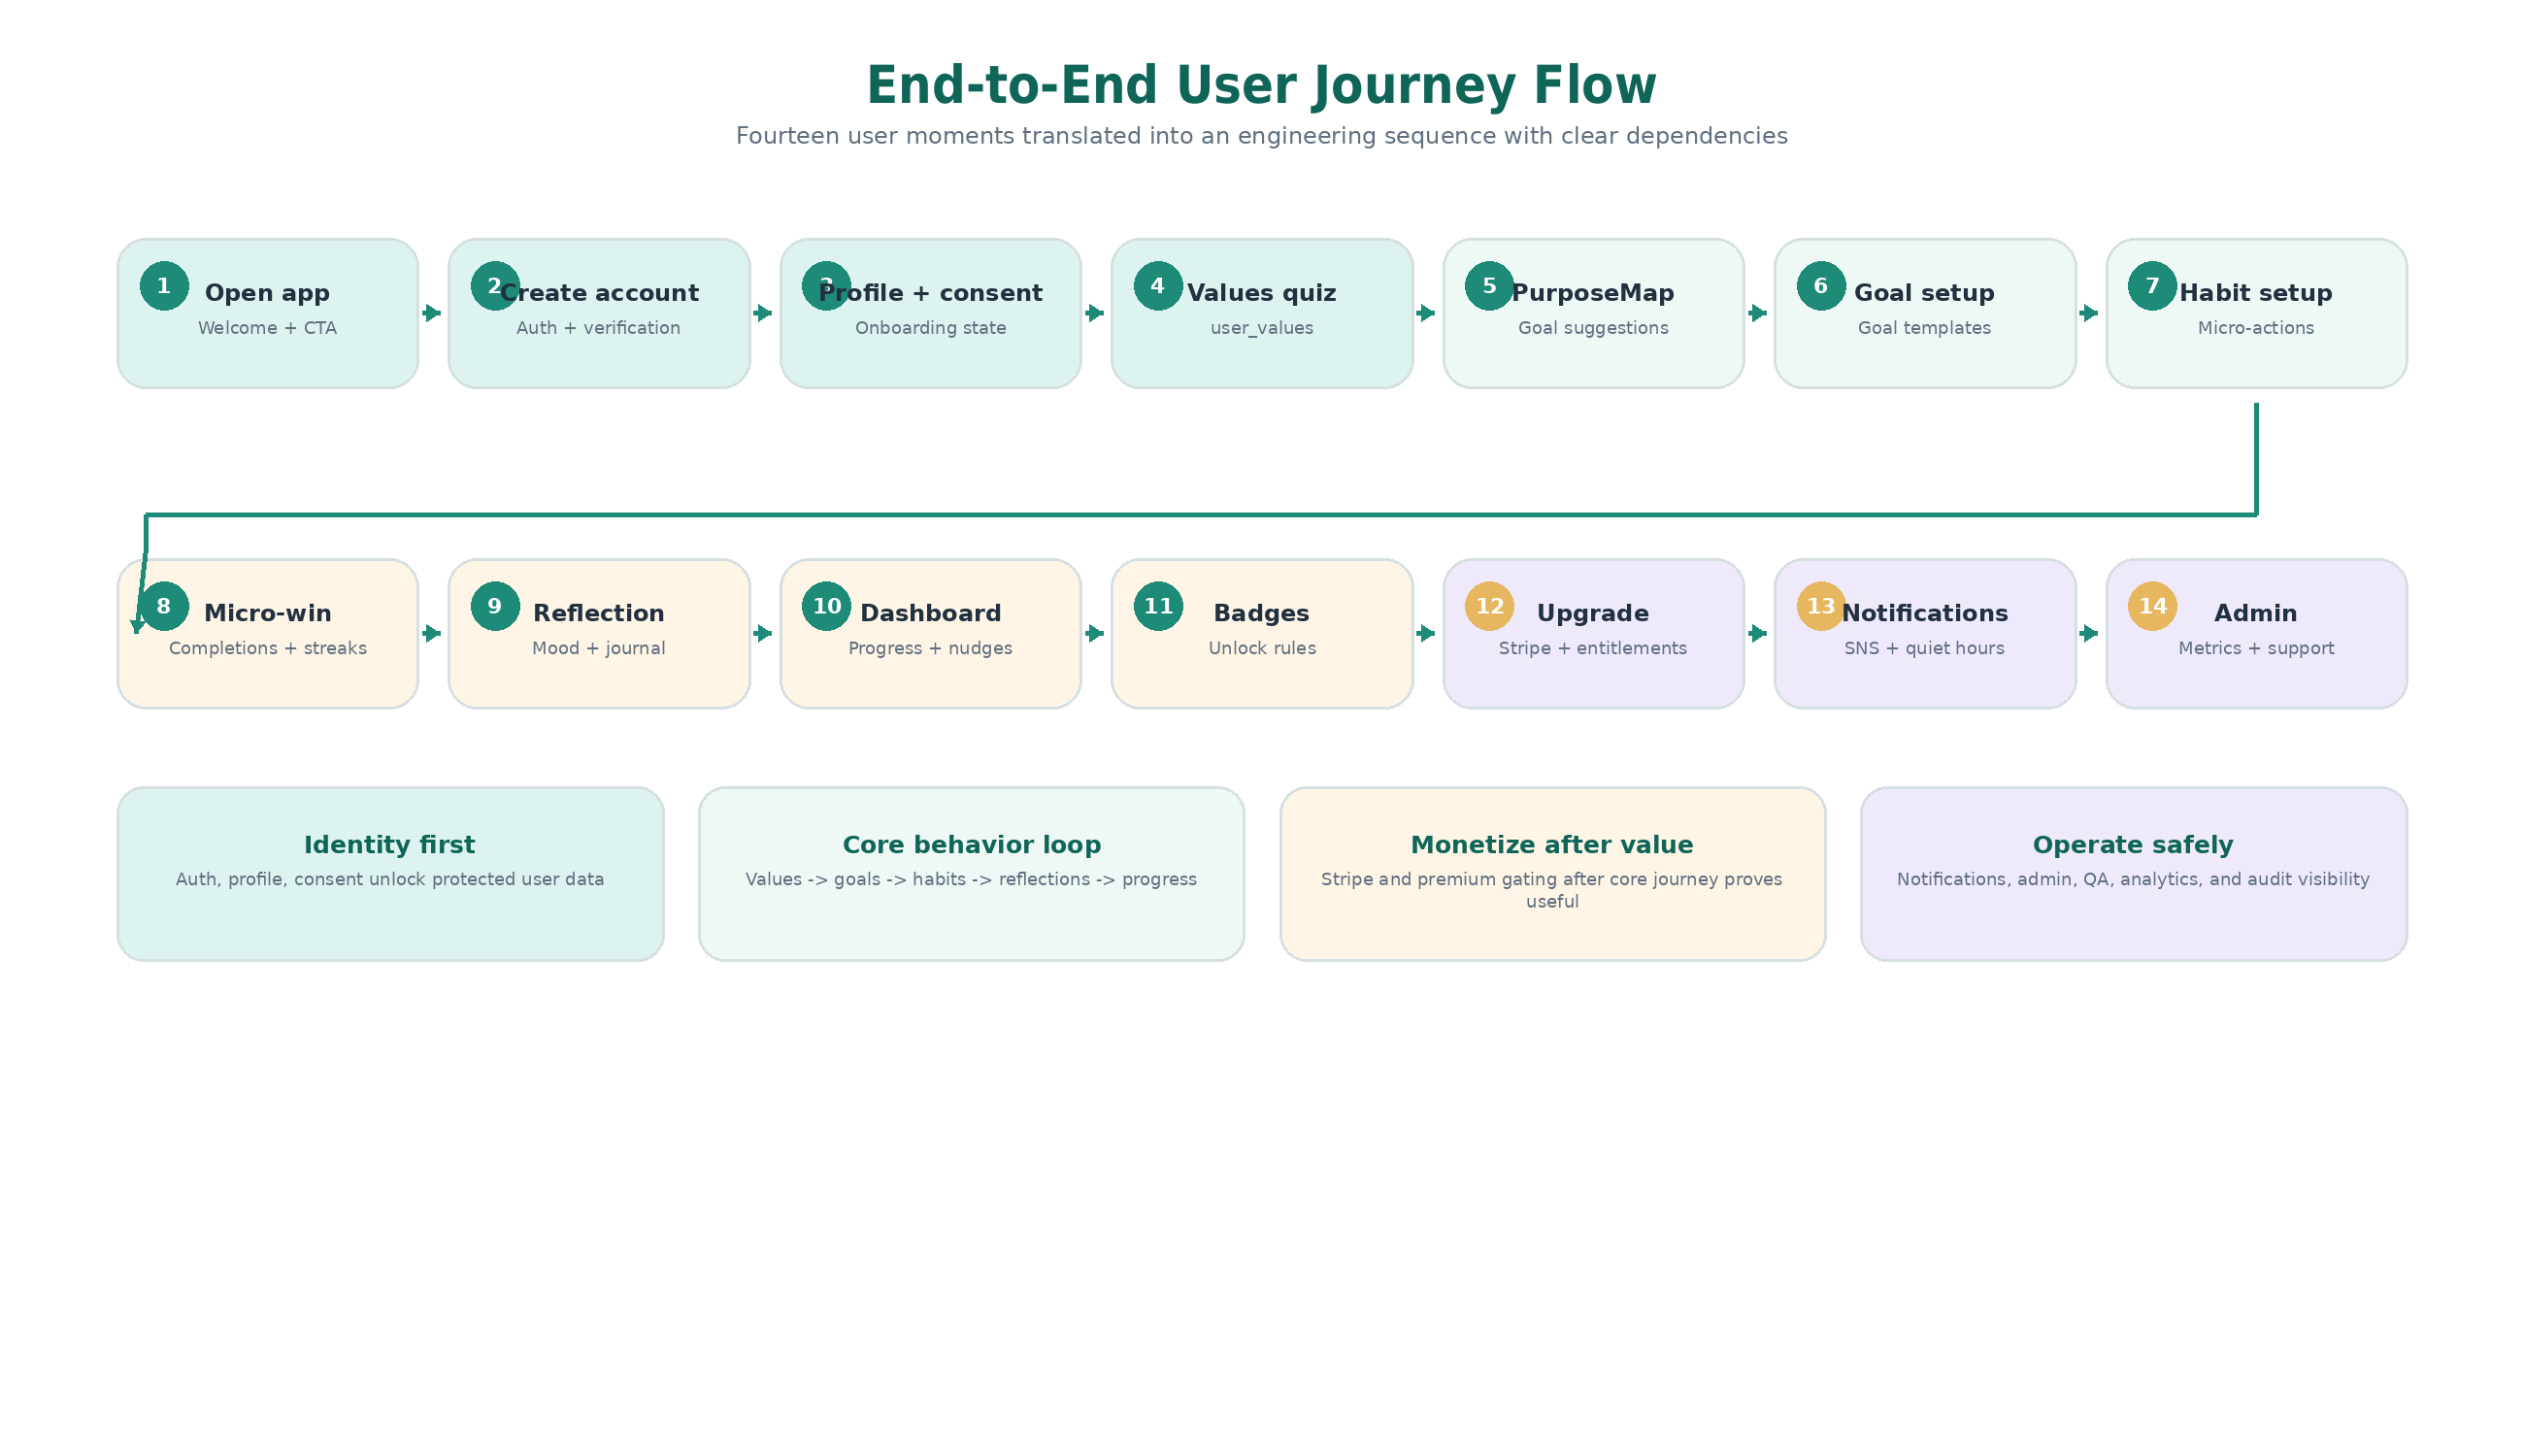 End-to-End User Journey Flow
Fourteen user moments translated into an engineering sequence with clear dependencies
1
Open app
Welcome + CTA
2
Create account
Auth + verification
3
Profile + consent
Onboarding state
4
Values quiz
user_values
5
PurposeMap
Goal suggestions
6
Goal setup
Goal templates
7
Habit setup
Micro-actions
8
Micro-win
Completions + streaks
9
Reflection
Mood + journal
10
Dashboard
Progress + nudges
11
Badges
Unlock rules
12
Upgrade
Stripe + entitlements
13
Notifications
SNS + quiet hours
14
Admin
Metrics + support
Identity first
Auth, profile, consent unlock protected user data
Core behavior loop
Values -> goals -> habits -> reflections -> progress
Monetize after value
Stripe and premium gating after core journey proves
useful
Operate safely
Notifications, admin, QA, analytics, and audit visibility